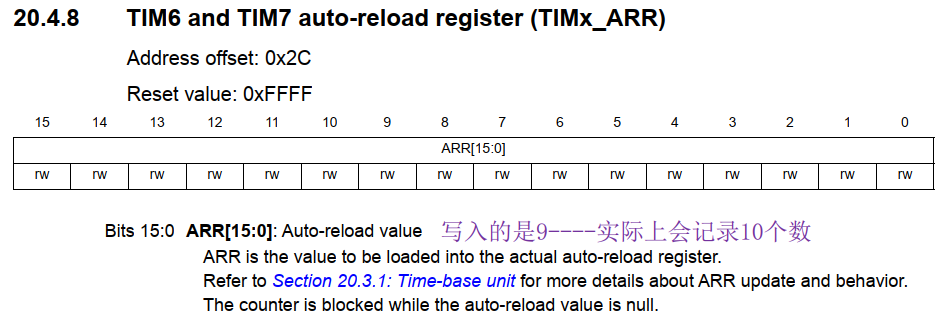 20.4.8 TIM6 and TIM7 auto-reload register (TIMx_ARR)
Address offset: 0x2C
Reset value: 0xFFFF
15 14 13 12 11 10 9 8 7 6 5 4 3 2 1 0
ARR[15:0]
rw rw rw rw rw rw rw rw rw rw rw rw rw rw rw rw
Bits 15:0 ARR[15:0]: Auto-reload value 写入的是9----实际上会记录10个数
ARR is the value to be loaded into the actual auto-reload register.
Refer to Section 20.3.1: Time-base unit for more details about ARR update and behavior.
The counter is blocked while the auto-reload value is null.